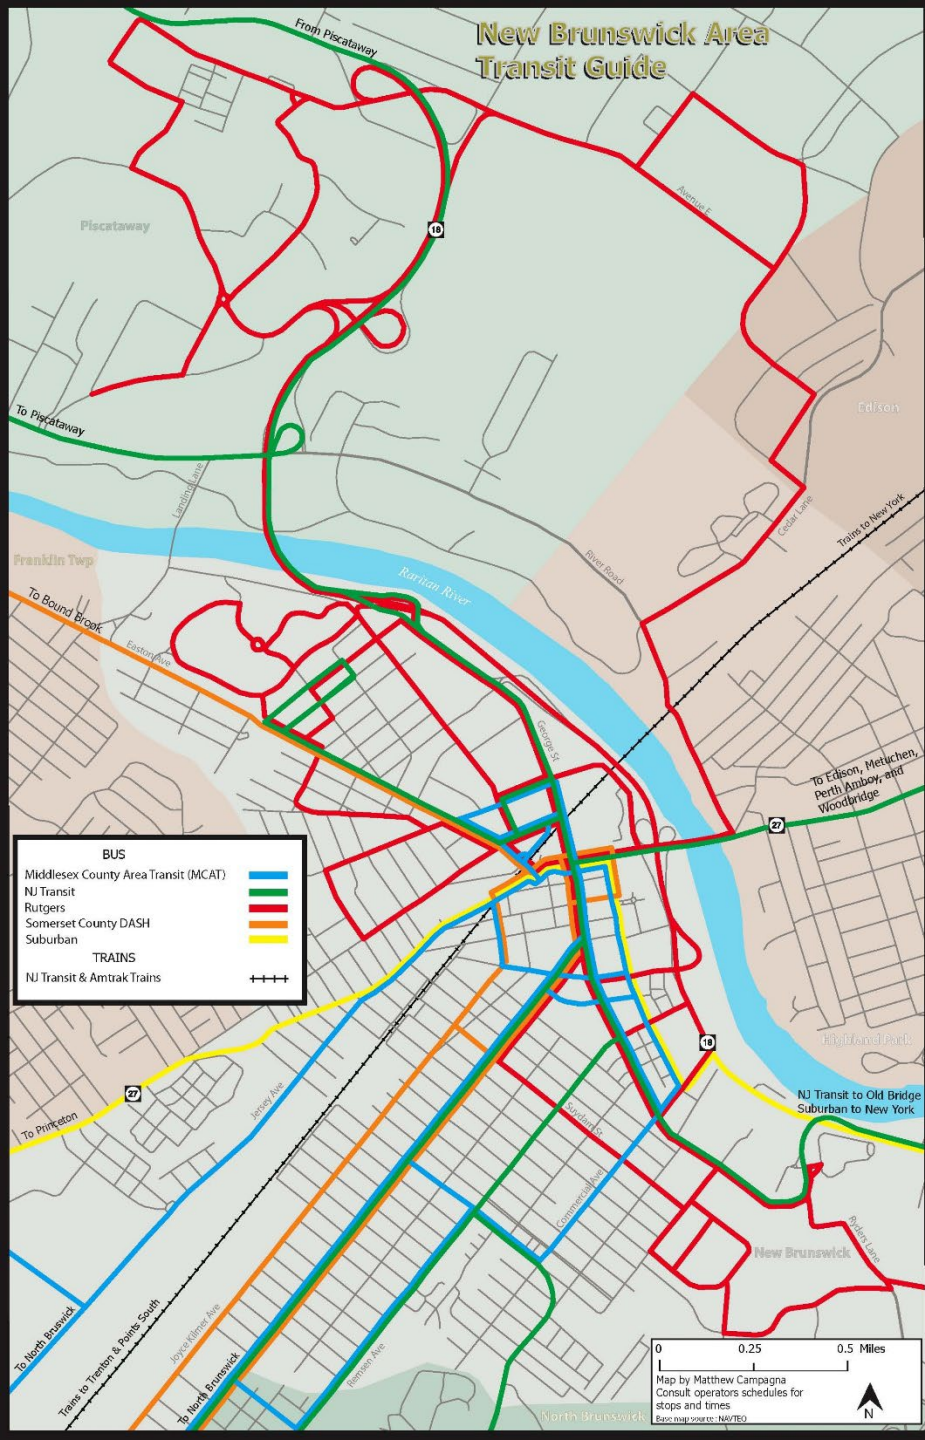 New Brunswick Area
Transit Guide
From Piscataway
18
Avenue E
Piscataway
Edison
To Piscataway
Landing Lane
Cedar Lane
Trains to New York
River Road
Raritan River
Franklin Twp
To Bound Brook
Easton Ave
George St
To Edison, Metuchen,
Perth Amboy, and
Woodbridge
27
BUS
Middlesex County Area Transit (MCAT)
NJ Transit
Rutgers
Somerset County DASH
Suburban
TRAINS
NJ Transit & Amtrak Trains
Highland Park
18
27
NJ Transit to Old Bridge
Suburban to New York
To Princeton
Jersey Ave
Suydam St
Commercial Ave
Ryders Lane
New Brunswick
To North Bruswick
Trains to Trenton & Points South
Joyce Kilmer Ave
To North Brunswick
Remsen Ave
North Brunswick
0 0.25 0.5 Miles
Map by Matthew Campagna
Consult operators schedules for
stops and times
Base map source : NAVTEQ
N